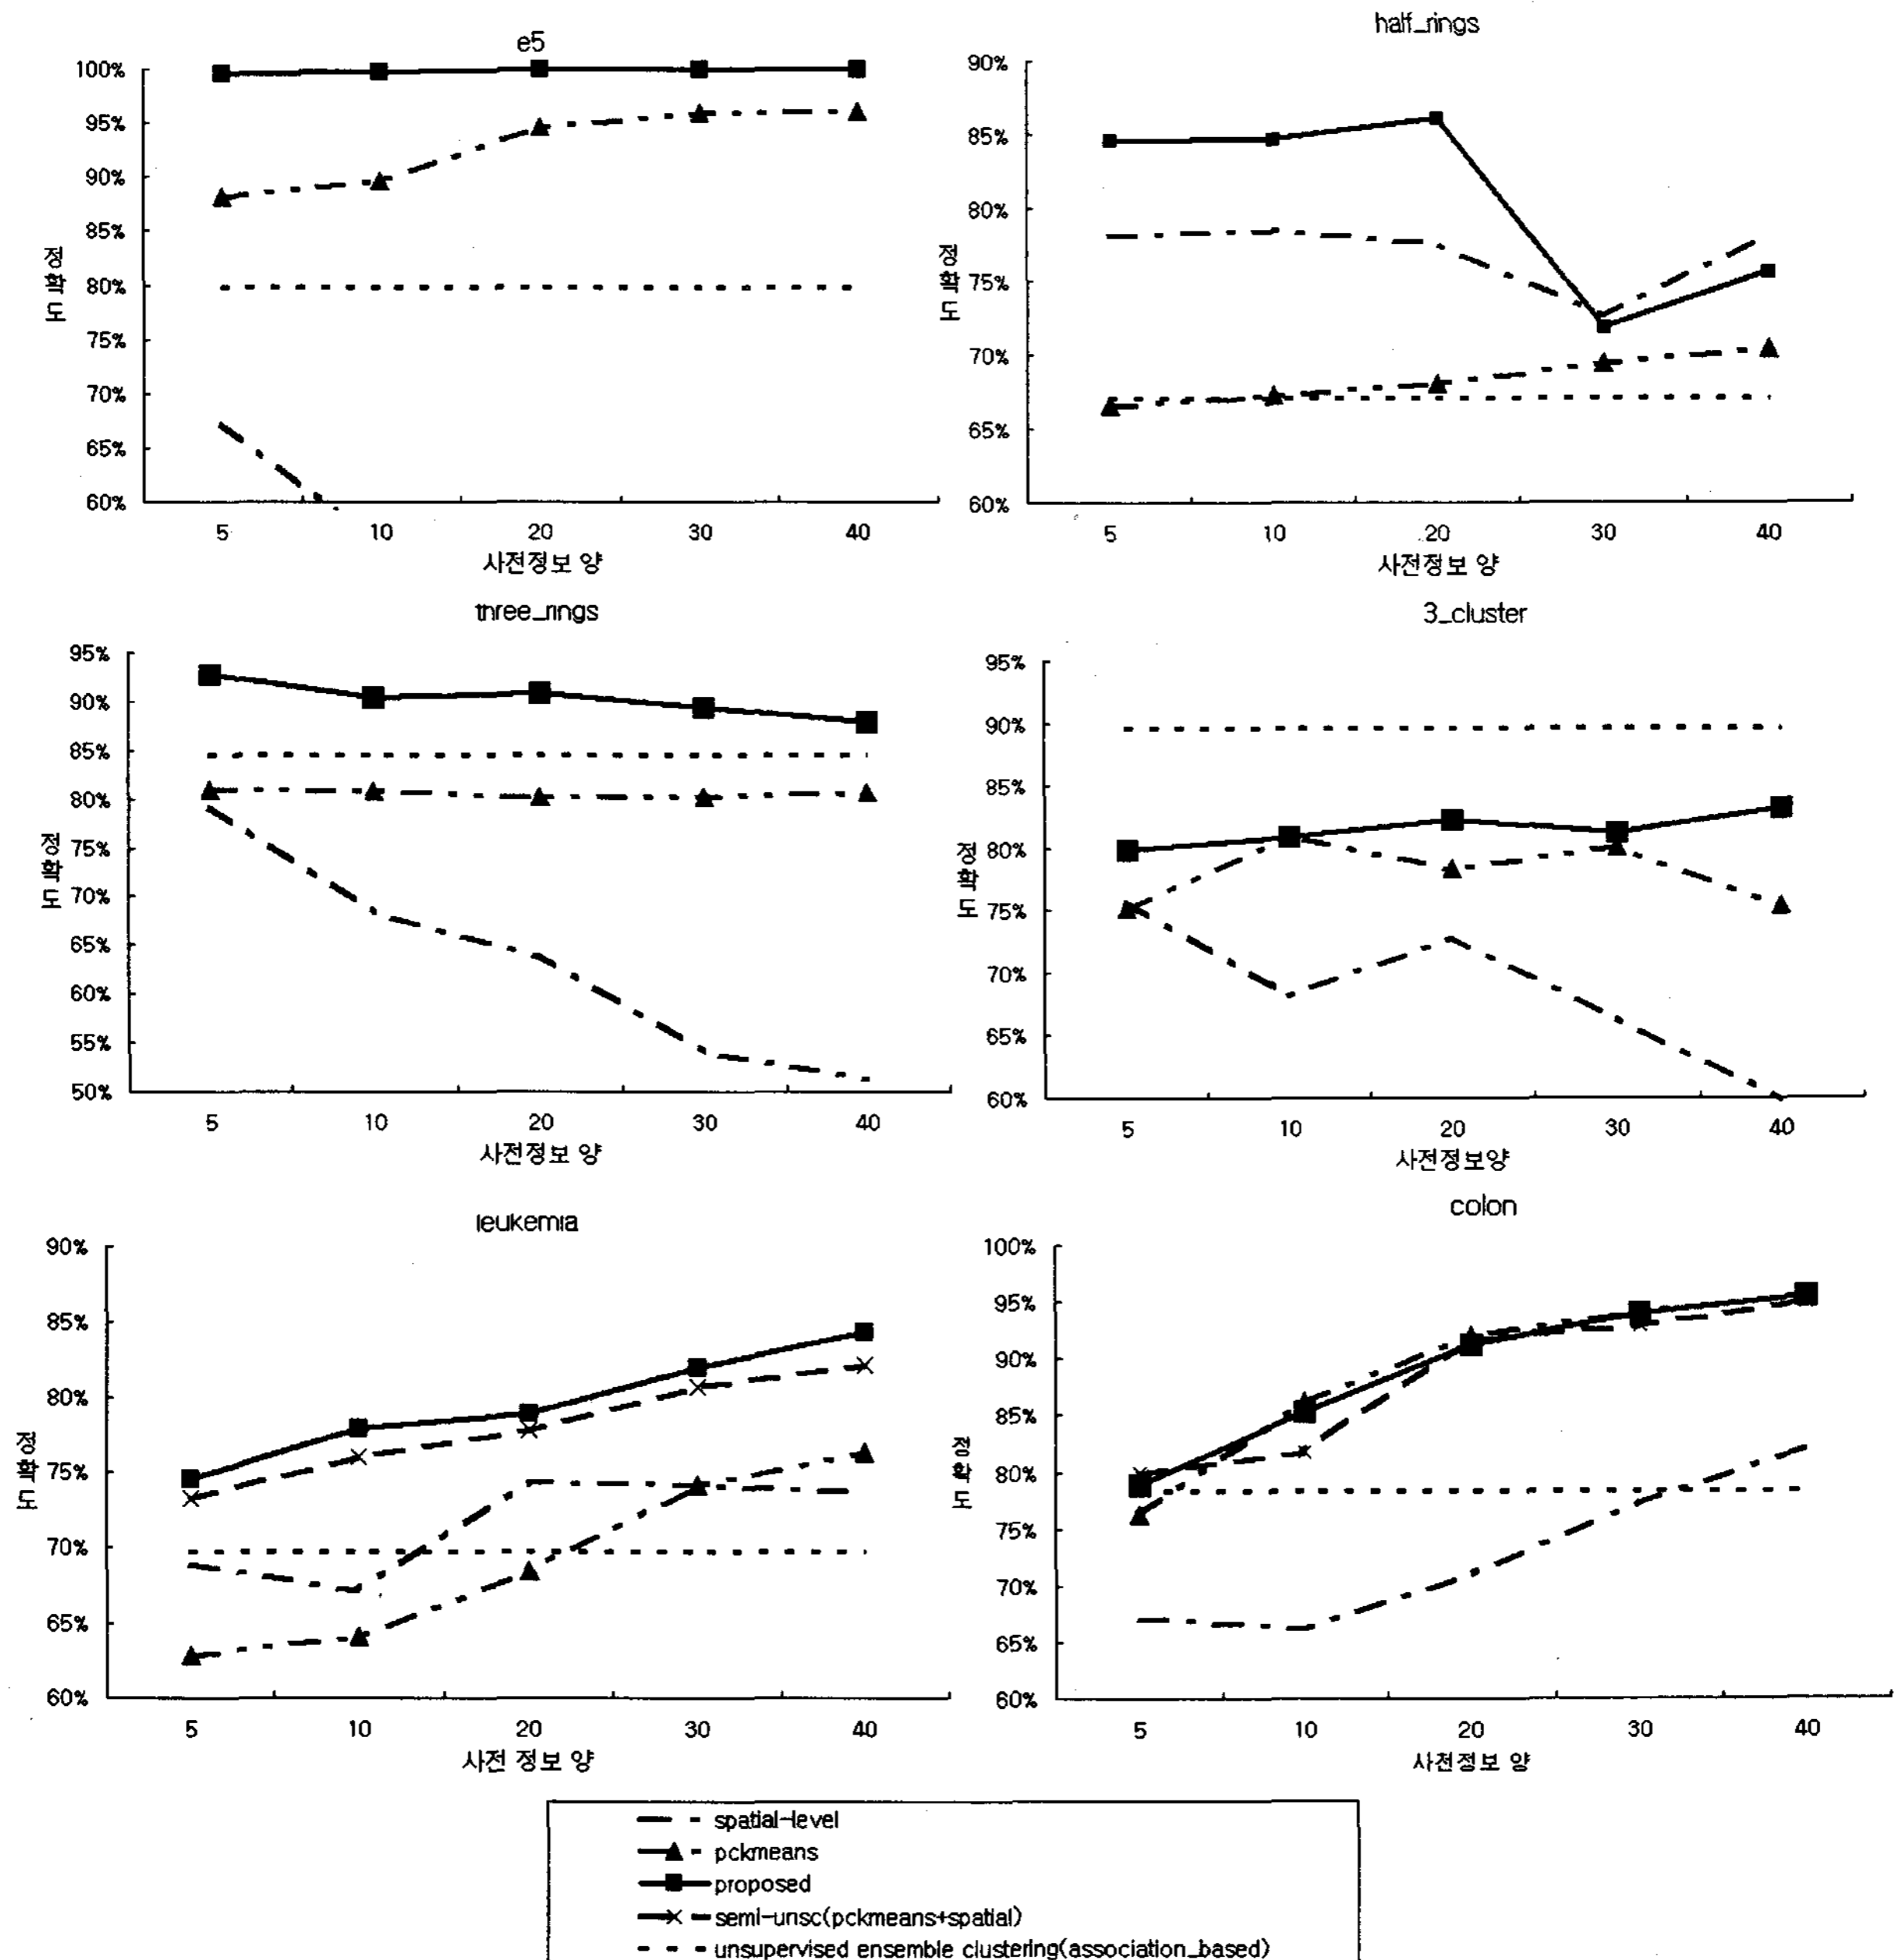 e5
100%
95%
90%
85%
80%
75%
70%
65%
60%
정확도
5 10 20 30 40
사전정보 양
half_rings
90%
85%
80%
75%
70%
65%
60%
정확도
5 10 20 30 40
사전정보 양
three_rings
95%
90%
85%
80%
75%
70%
65%
60%
55%
50%
정확도
5 10 20 30 40
사전정보 양
3_cluster
95%
90%
85%
80%
75%
70%
65%
60%
정확도
5 10 20 30 40
사전정보양
leukemia
90%
85%
80%
75%
70%
65%
60%
정확도
5 10 20 30 40
사전 정보 양
colon
100%
95%
90%
85%
80%
75%
70%
65%
60%
정확도
5 10 20 30 40
사전정보 양
spatial-level
pckmeans
proposed
semi-unsc(pckmeans+spatial)
unsupervised ensemble clustering(association_based)